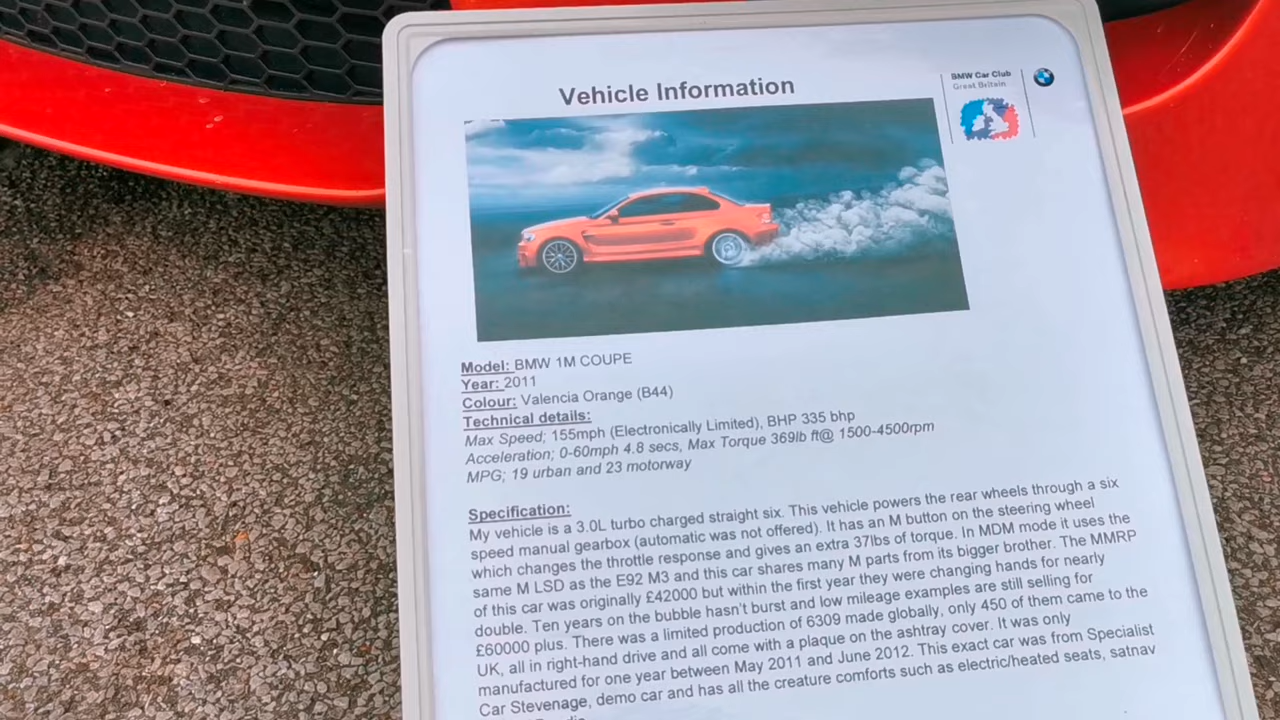 Vehicle Information
BMW Car Club
Great Britain
Model: BMW 1M COUPE
Year: 2011
Colour: Valencia Orange (B44)
Technical details:
Max Speed; 155mph (Electronically Limited), BHP 335 bhp
Acceleration; 0-60mph 4.8 secs, Max Torque 369lb ft@ 1500-4500rpm
MPG; 19 urban and 23 motorway
Specification:
My vehicle is a 3.0L turbo charged straight six. This vehicle powers the rear wheels through a six
speed manual gearbox (automatic was not offered). It has an M button on the steering wheel
which changes the throttle response and gives an extra 37lbs of torque. In MDM mode it uses the
same M LSD as the E92 M3 and this car shares many M parts from its bigger brother. The MMRP
of this car was originally £42000 but within the first year they were changing hands for nearly
double. Ten years on the bubble hasn't burst and low mileage examples are still selling for
£60000 plus. There was a limited production of 6309 made globally, only 450 of them came to the
UK, all in right-hand drive and all come with a plaque on the ashtray cover. It was only
manufactured for one year between May 2011 and June 2012. This exact car was from Specialist
Car Stevenage, demo car and has all the creature comforts such as electric/heated seats, satnav